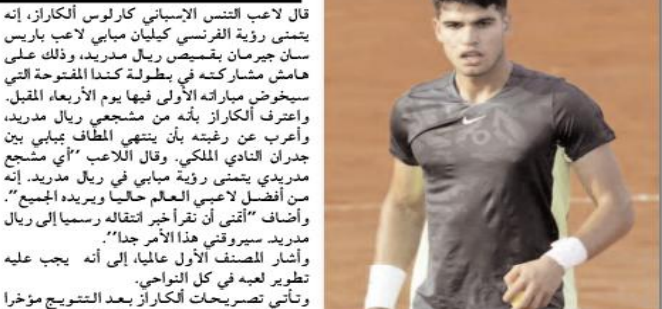 قال لاعب التنس الإسباني كارلوس ألكاراز، إنه
يتمنى رؤية الفرنسي كيليان مبابي لاعب باريس
سان جيرمان بقميص ريال مدريد، وذلك على
هامش مشاركته في بطولة كندا المفتوحة التي
سيخوض مباراته الأولى فيها يوم الأربعاء المقبل.
واعترف ألكاراز بأنه من مشجعي ريال مدريد،
وأعرب عن رغبته بأن ينتهي المطاف بمبابي بين
جدران النادي الملكي. وقال اللاعب ’’أي مشجع
مدريدي يتمنى رؤية مبابي في ريال مدريد. إنه
من أفضل لاعبي العالم حاليا ويريده الجميع’’.
وأضاف ’’أتمنى أن نقرأ خبر انتقاله رسميا إلى ريال
مدريد. سيروقني هذا الأمر جدا’’.
وأشار المصنف الأول عالميا، إلى أنه يجب عليه
تطوير لعبه في كل النواحي.
وتأتي تصريحات ألكاراز بعد التتويج مؤخرا